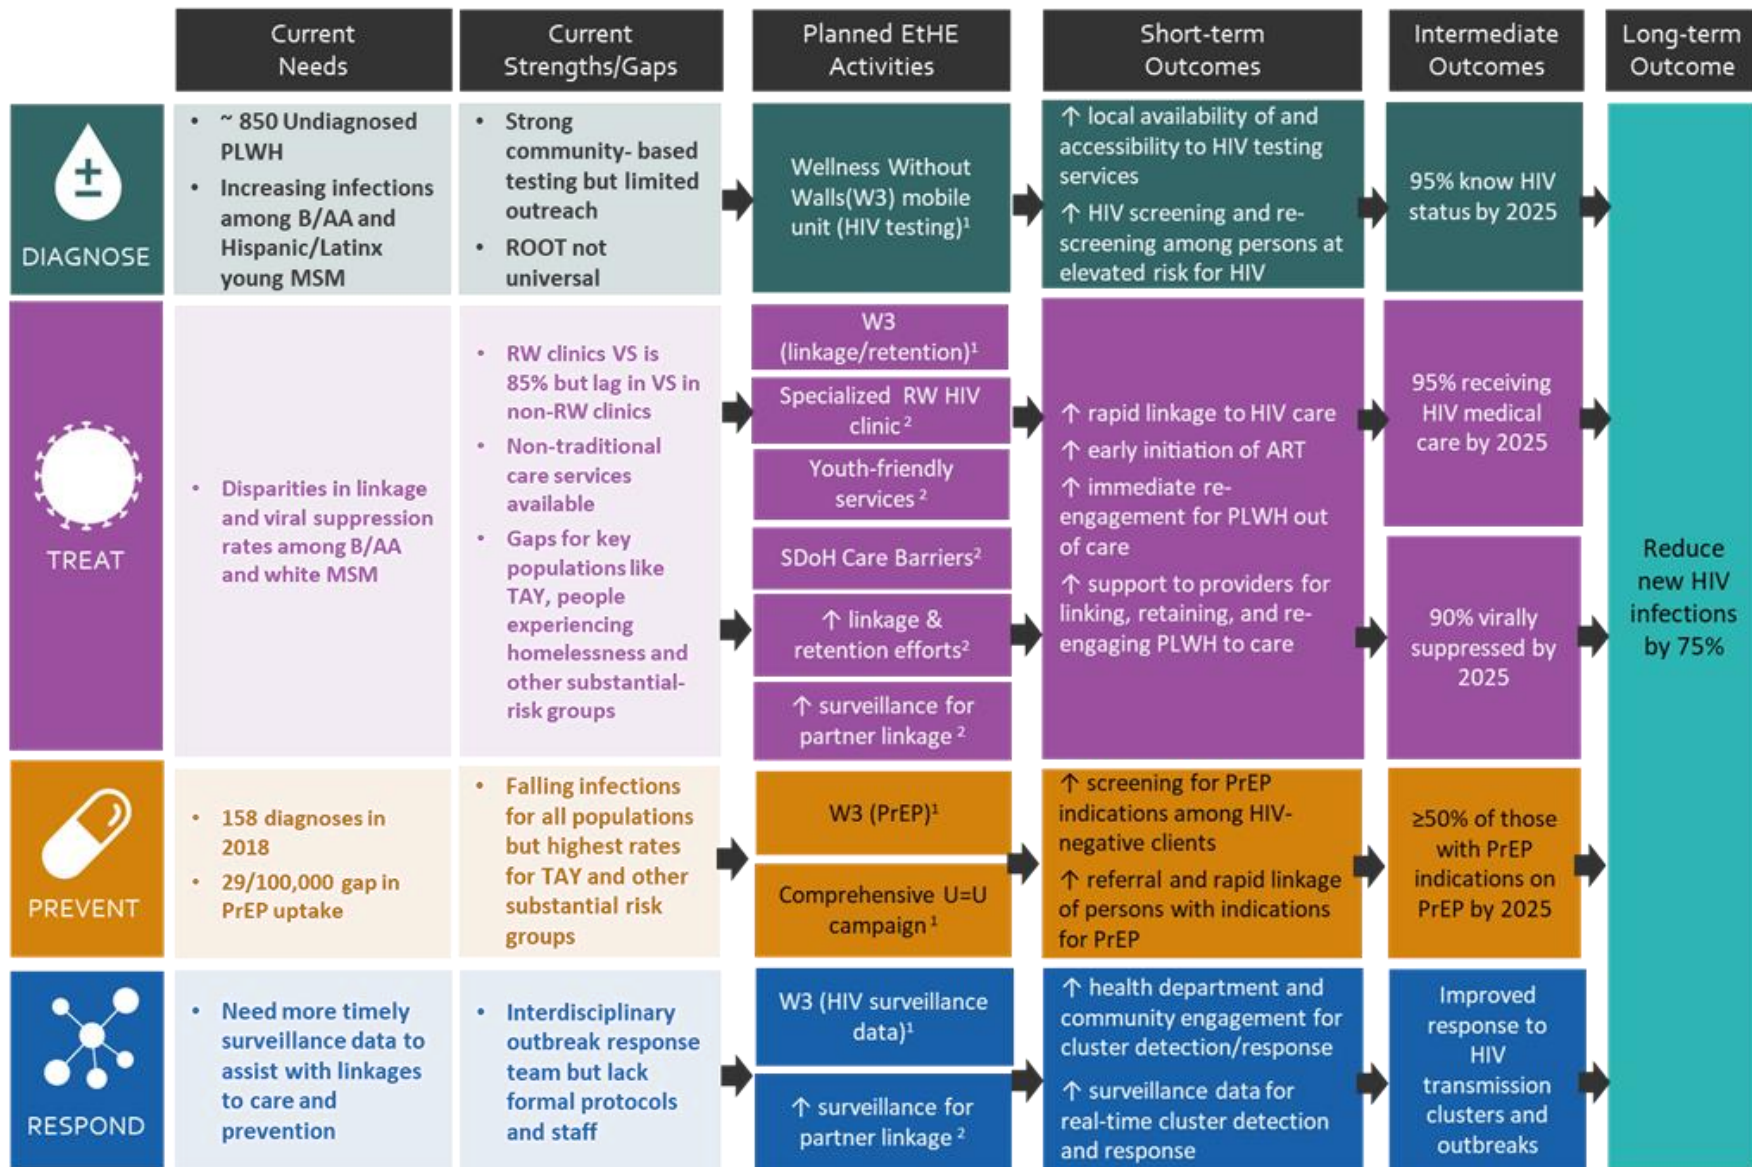 Current
Needs
Current
Strengths/Gaps
Planned EtHE
Activities
Short-term
Outcomes
Intermediate
Outcomes
Long-term
Outcome
DIAGNOSE
• ~ 850 Undiagnosed
PLWH
• Increasing infections
among B/AA and
Hispanic/Latinx
young MSM
• Strong
community- based
testing but limited
outreach
• ROOT not
universal
Wellness Without
Walls(W3) mobile
unit (HIV testing)¹
↑ local availability of and
accessibility to HIV testing
services
↑ HIV screening and re-
screening among persons at
elevated risk for HIV
95% know HIV
status by 2025
TREAT
• Disparities in linkage
and viral suppression
rates among B/AA
and white MSM
• RW clinics VS is
85% but lag in VS in
non-RW clinics
• Non-traditional
care services
available
• Gaps for key
populations like
TAY, people
experiencing
homelessness and
other substantial-
risk groups
W3
(linkage/retention)¹
Specialized RW HIV
clinic ²
Youth-friendly
services ²
SDoH Care Barriers²
↑ linkage &
retention efforts²
↑ surveillance for
partner linkage ²
↑ rapid linkage to HIV care
↑ early initiation of ART
↑ immediate re-
engagement for PLWH out
of care
↑ support to providers for
linking, retaining, and re-
engaging PLWH to care
95% receiving
HIV medical
care by 2025
90% virally
suppressed by
2025
PREVENT
• 158 diagnoses in
2018
• 29/100,000 gap in
PrEP uptake
• Falling infections
for all populations
but highest rates
for TAY and other
substantial risk
groups
W3 (PrEP)¹
Comprehensive U=U
campaign ¹
↑ screening for PrEP
indications among HIV-
negative clients
↑ referral and rapid linkage
of persons with indications
for PrEP
≥50% of those
with PrEP
indications on
PrEP by 2025
RESPOND
• Need more timely
surveillance data to
assist with linkages
to care and
prevention
• Interdisciplinary
outbreak response
team but lack
formal protocols
and staff
W3 (HIV surveillance
data)¹
↑ surveillance for
partner linkage ²
↑ health department and
community engagement for
cluster detection/response
↑ surveillance data for
real-time cluster detection
and response
Improved
response to
HIV
transmission
clusters and
outbreaks
Reduce
new HIV
infections
by 75%